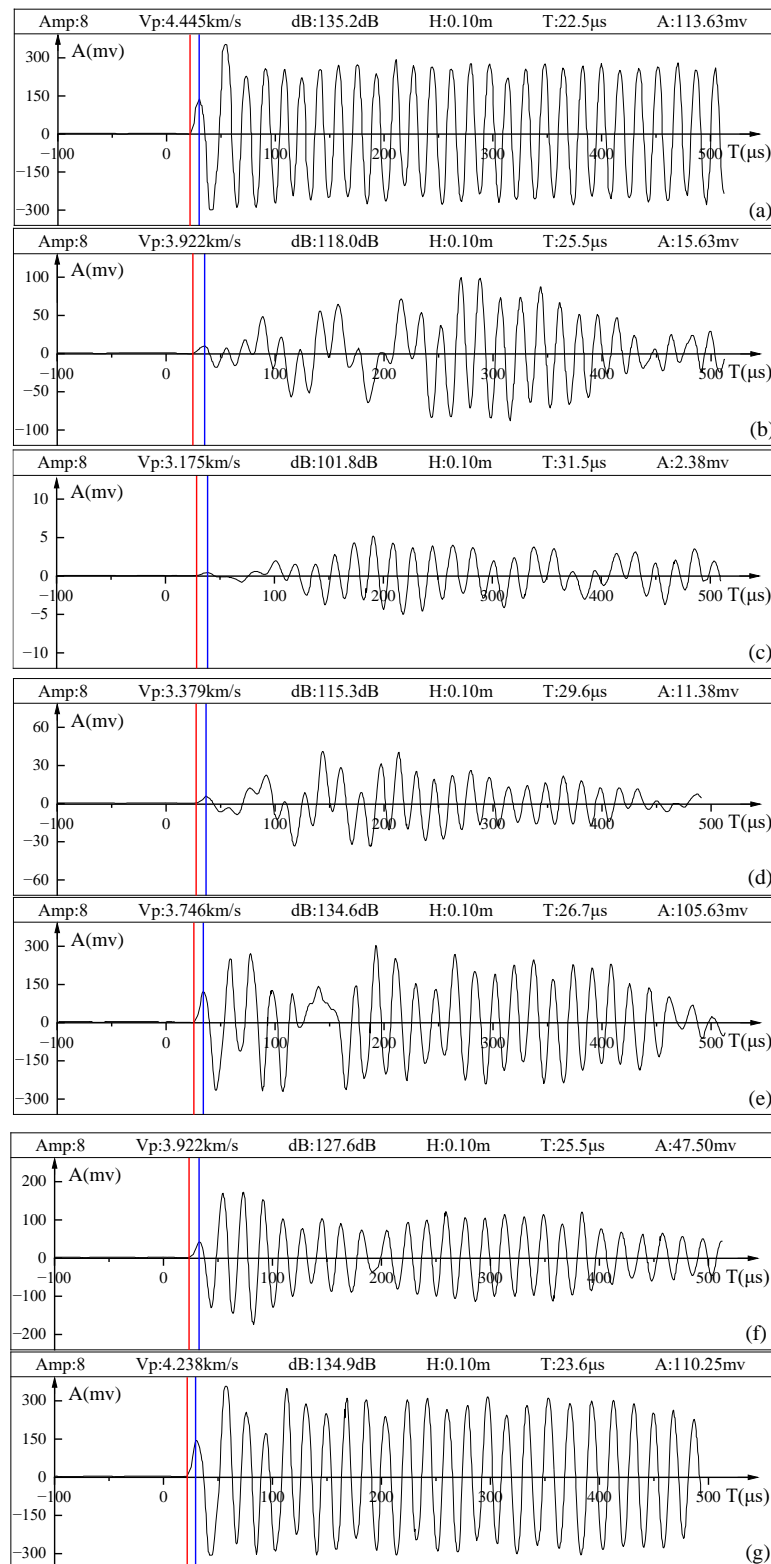 Amp:8 Vp:4.445km/s dB:135.2dB H:0.10m T:22.5μs A:113.63mv
A(mv)
300
150
0
−150
−300
−100 0 100 200 300 400 500 T(μs)
(a)
Amp:8 Vp:3.922km/s dB:118.0dB H:0.10m T:25.5μs A:15.63mv
A(mv)
100
50
0
−50
−100
−100 0 100 200 300 400 500 T(μs)
(b)
Amp:8 Vp:3.175km/s dB:101.8dB H:0.10m T:31.5μs A:2.38mv
A(mv)
10
5
0
−5
−10
−100 0 100 200 300 400 500 T(μs)
(c)
Amp:8 Vp:3.379km/s dB:115.3dB H:0.10m T:29.6μs A:11.38mv
A(mv)
60
30
0
−30
−60
−100 0 100 200 300 400 500 T(μs)
(d)
Amp:8 Vp:3.746km/s dB:134.6dB H:0.10m T:26.7μs A:105.63mv
A(mv)
300
150
0
−150
−300
−100 0 100 200 300 400 500 T(μs)
(e)
Amp:8 Vp:3.922km/s dB:127.6dB H:0.10m T:25.5μs A:47.50mv
A(mv)
200
100
0
−100
−200
−100 0 100 200 300 400 500 T(μs)
(f)
Amp:8 Vp:4.238km/s dB:134.9dB H:0.10m T:23.6μs A:110.25mv
A(mv)
300
150
0
−150
−300
−100 0 100 200 300 400 500 T(μs)
(g)